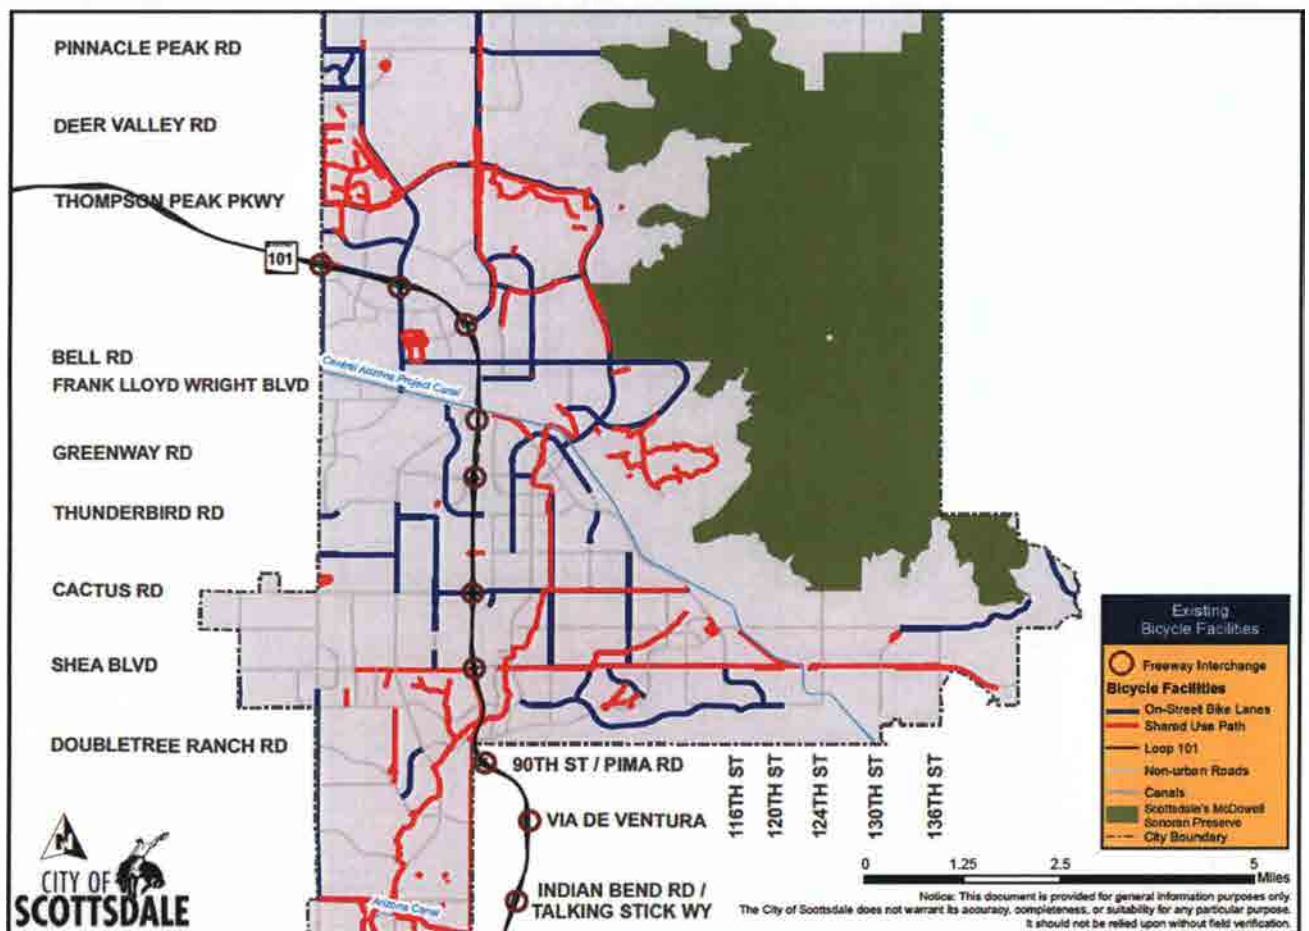 PINNACLE PEAK RD
DEER VALLEY RD
THOMPSON PEAK PKWY
101
BELL RD
Central Arizona Project Canal
FRANK LLOYD WRIGHT BLVD
GREENWAY RD
THUNDERBIRD RD
CACTUS RD
SHEA BLVD
DOUBLETREE RANCH RD
90TH ST / PIMA RD
VIA DE VENTURA
INDIAN BEND RD /
TALKING STICK WY
Arizona Canal
116TH ST
120TH ST
124TH ST
130TH ST
136TH ST
Existing
Bicycle Facilities
Freeway Interchange
Bicycle Facilities
On-Street Bike Lanes
Shared Use Path
Loop 101
Non-urban Roads
Canals
Scottsdale's McDowell
Sonoran Preserve
City Boundary
N
CITY OF
SCOTTSDALE
0 1.25 2.5 5
Miles
Notice: This document is provided for general information purposes only.
The City of Scottsdale does not warrant its accuracy, completeness, or suitability for any particular purpose.
It should not be relied upon without field verification.